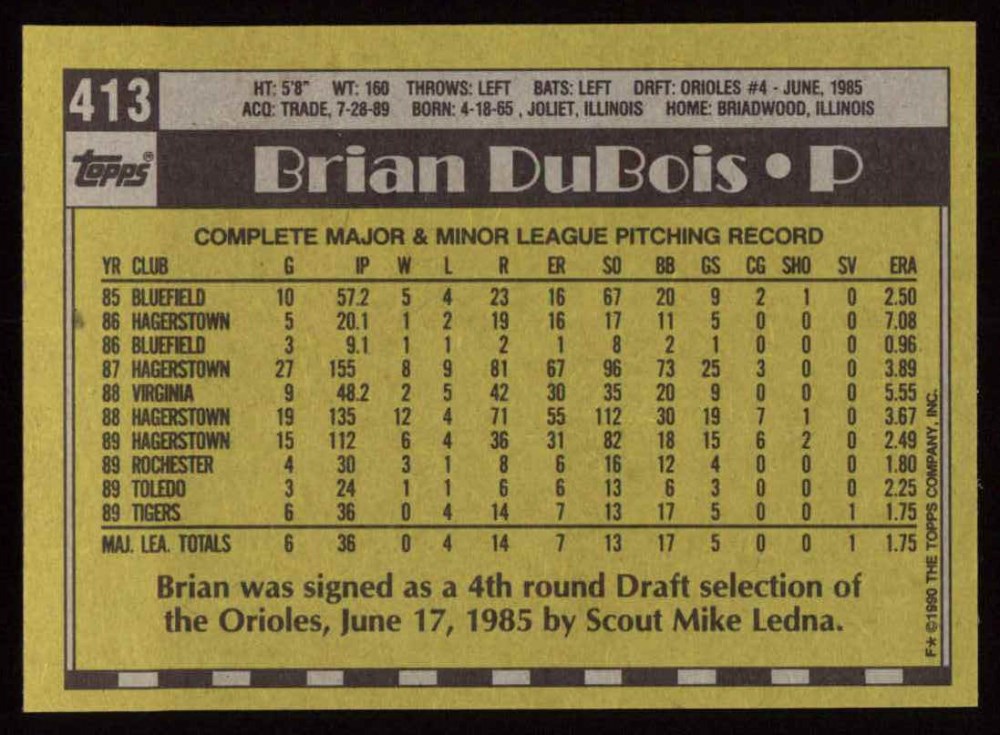 413
HT: 5'8" WT: 160 THROWS: LEFT BATS: LEFT DRFT: ORIOLES #4 - JUNE, 1985
ACQ: TRADE, 7-28-89 BORN: 4-18-65 , JOLIET, ILLINOIS HOME: BRIADWOOD, ILLINOIS
topps®
Brian DuBois • P
COMPLETE MAJOR & MINOR LEAGUE PITCHING RECORD
YR CLUB G IP W L R ER SO BB GS CG SHO SV ERA
85 BLUEFIELD 10 57.2 5 4 23 16 67 20 9 2 1 0 2.50
86 HAGERSTOWN 5 20.1 1 2 19 16 17 11 5 0 0 0 7.08
86 BLUEFIELD 3 9.1 1 1 2 1 8 2 1 0 0 0 0.96
87 HAGERSTOWN 27 155 8 9 81 67 96 73 25 3 0 0 3.89
88 VIRGINIA 9 48.2 2 5 42 30 35 20 9 0 0 0 5.55
88 HAGERSTOWN 19 135 12 4 71 55 112 30 19 7 1 0 3.67
89 HAGERSTOWN 15 112 6 4 36 31 82 18 15 6 2 0 2.49
89 ROCHESTER 4 30 3 1 8 6 16 12 4 0 0 0 1.80
89 TOLEDO 3 24 1 1 6 6 13 6 3 0 0 0 2.25
89 TIGERS 6 36 0 4 14 7 13 17 5 0 0 1 1.75
MAJ. LEA. TOTALS 6 36 0 4 14 7 13 17 5 0 0 1 1.75
Brian was signed as a 4th round Draft selection of
the Orioles, June 17, 1985 by Scout Mike Ledna.
F* ©1990 THE TOPPS COMPANY, INC.